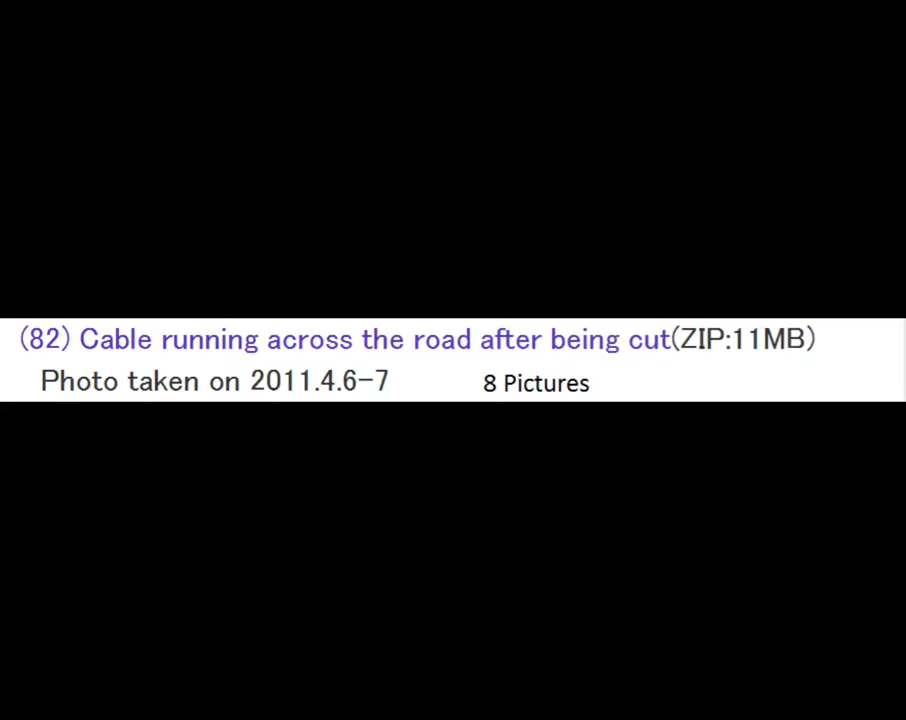 (82) Cable running across the road after being cut(ZIP:11MB)
Photo taken on 2011.4.6-7 8 Pictures